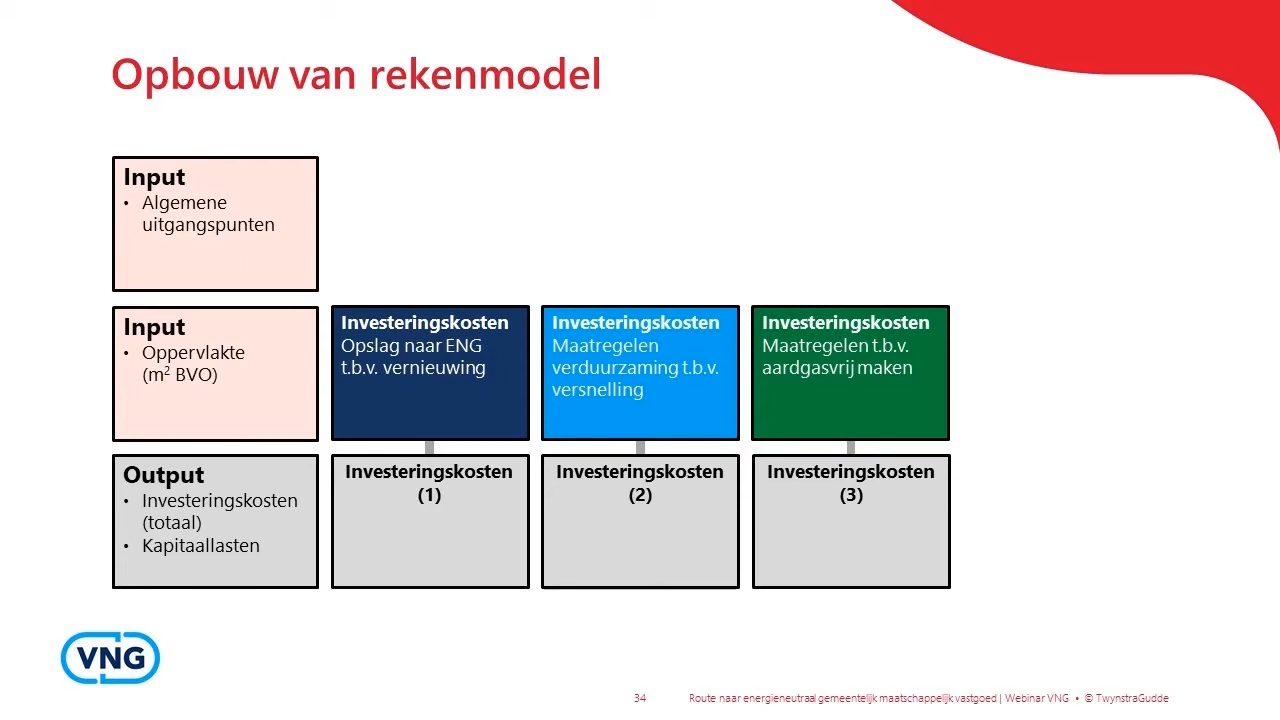 Opbouw van rekenmodel
Input
• Algemene
uitgangspunten
Input
• Oppervlakte
(m² BVO)
Investeringskosten
Opslag naar ENG
t.b.v. vernieuwing
Investeringskosten
Maatregelen
verduurzaming t.b.v.
versnelling
Investeringskosten
Maatregelen t.b.v.
aardgasvrij maken
Output
• Investeringskosten
(totaal)
• Kapitaallasten
Investeringskosten
(1)
Investeringskosten
(2)
Investeringskosten
(3)
VNG
34 Route naar energieneutraal gemeentelijk maatschappelijk vastgoed | Webinar VNG • © TwynstraGudde